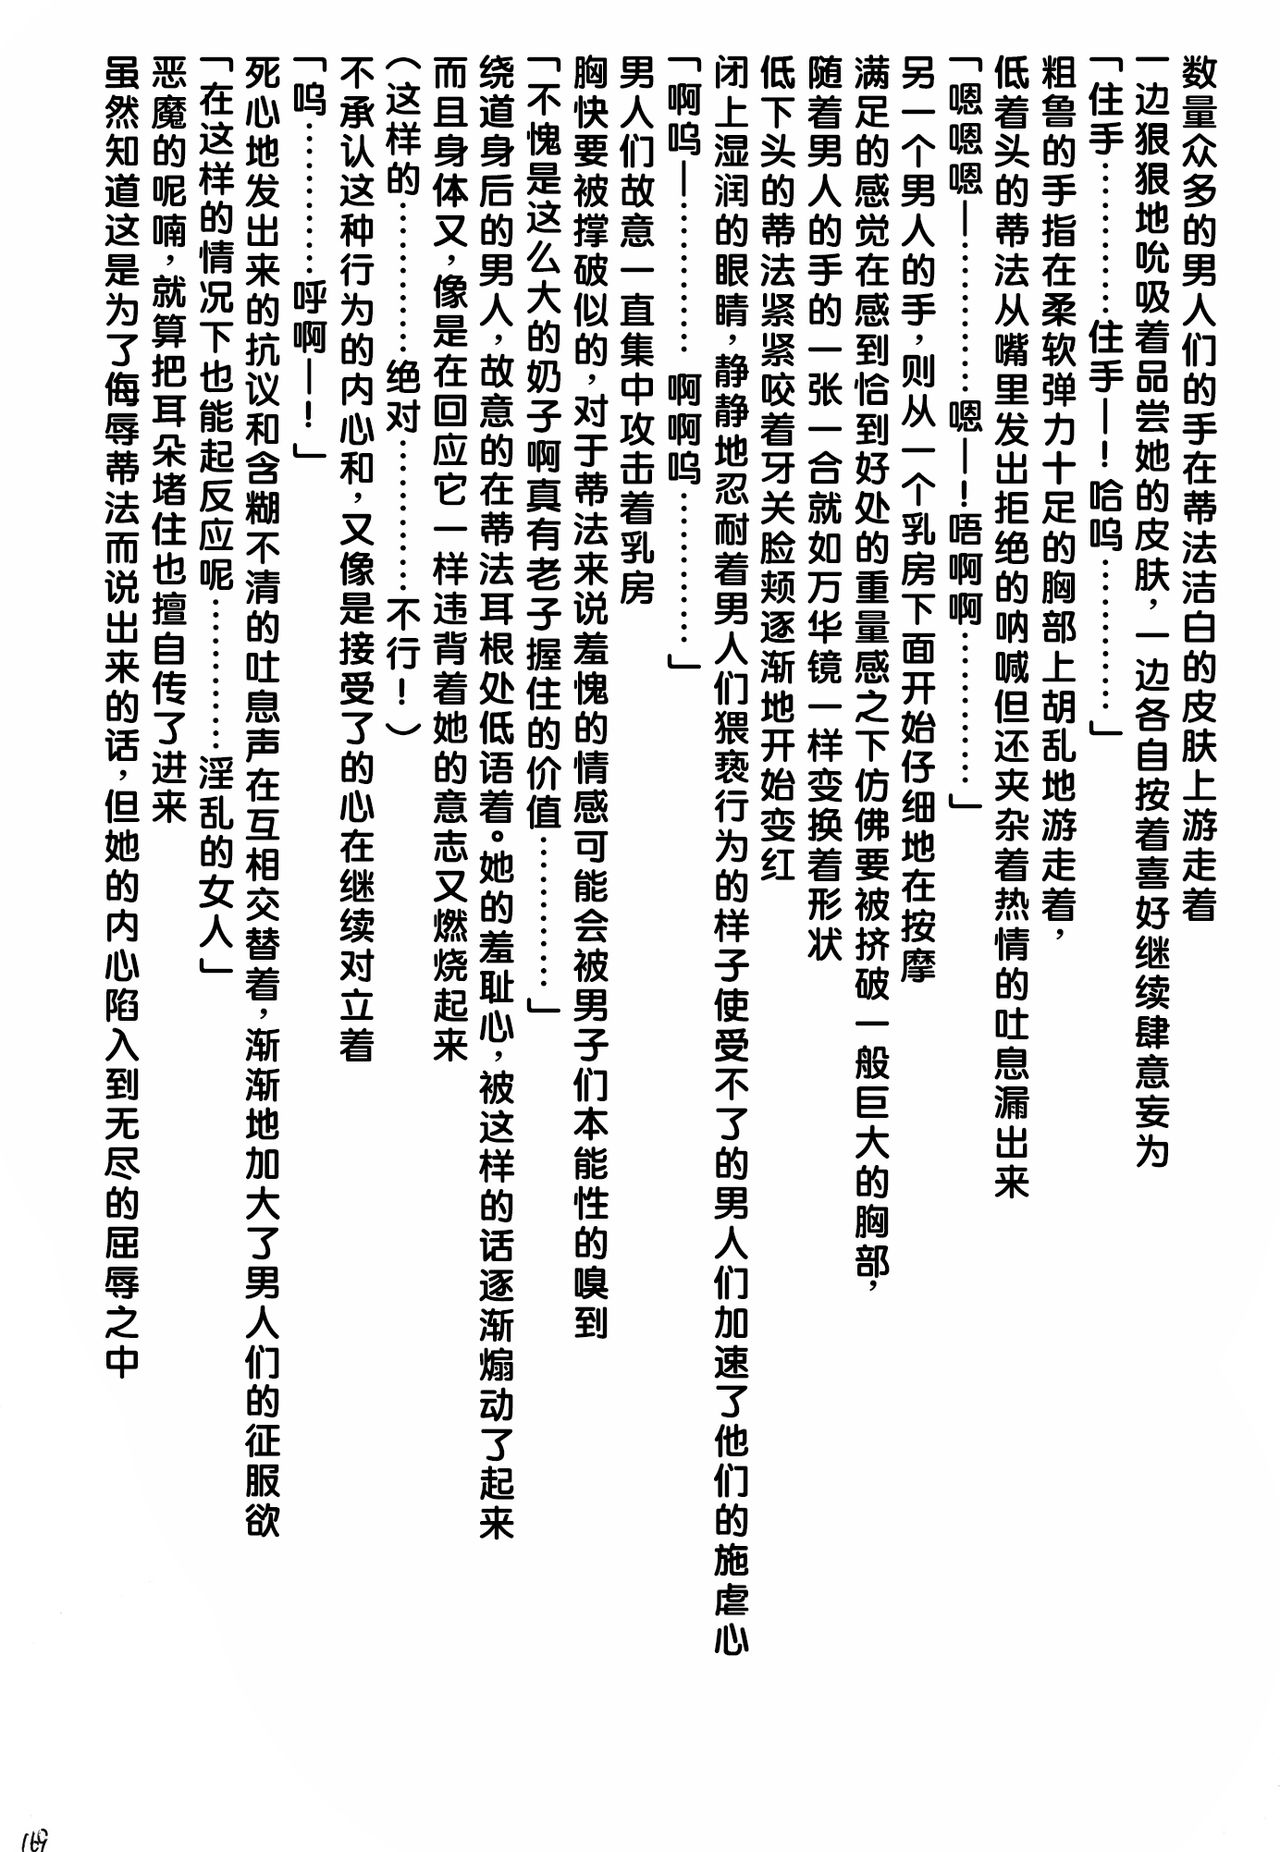 数量众多的男人们的手在蒂法洁白的皮肤上游走着
一边狠狠地吮吸着品尝她的皮肤，一边各自按着喜好继续肆意妄为
「住手…………住手—！哈呜…………」
粗鲁的手指在柔软弹力十足的胸部上胡乱地游走着，
低着头的蒂法从嘴里发出拒绝的呐喊但还夹杂着热情的吐息漏出来
「嗯嗯嗯—…………嗯—！唔啊啊…………」
另一个男人的手，则从一个乳房下面开始仔细地在按摩
满足的感觉在感到恰到好处的重量感之下仿佛要被挤破一般巨大的胸部，
随着男人的手的一张一合就如万华镜一样变换着形状
低下头的蒂法紧紧咬着牙关脸颊逐渐地开始变红
闭上湿润的眼睛，静静地忍耐着男人们猥亵行为的样子使受不了的男人们加速了他们的施虐心
「啊呜—…………啊啊呜…………」
男人们故意一直集中攻击着乳房
胸快要被撑破似的，对于蒂法来说羞愧的情感可能会被男子们本能性的嗅到
「不愧是这么大的奶子啊真有老子握住的价值…………」
绕道身后的男人，故意的在蒂法耳根处低语着。她的羞耻心，被这样的话逐渐煽动了起来
而且身体又，像是在回应它一样违背着她的意志又燃烧起来
（这样的…………绝对…………不行！）
不承认这种行为的内心和，又像是接受了的心在继续对立着
「呜…………呼啊—！」
死心地发出来的抗议和含糊不清的吐息声在互相交替着，渐渐地加大了男人们的征服欲
「在这样的情况下也能起反应呢…………淫乱的女人」
恶魔的呢喃，就算把耳朵堵住也擅自传了进来
虽然知道这是为了侮辱蒂法而说出来的话，但她的内心陷入到无尽的屈辱之中
169